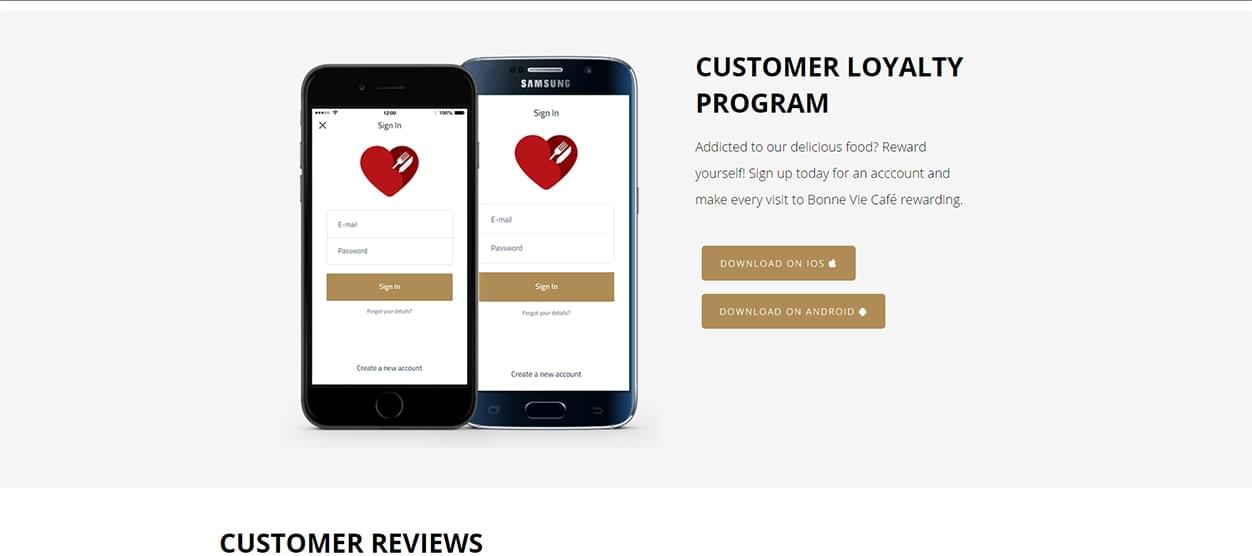 12:00
100%
Sign In
E-mail
Password
Sign In
Forgot your details?
Create a new account
SAMSUNG
Sign In
E-mail
Password
Sign In
Forgot your details?
Create a new account
CUSTOMER LOYALTY
PROGRAM
Addicted to our delicious food? Reward
yourself! Sign up today for an acccount and
make every visit to Bonne Vie Café rewarding.
DOWNLOAD ON IOS
DOWNLOAD ON ANDROID
CUSTOMER REVIEWS